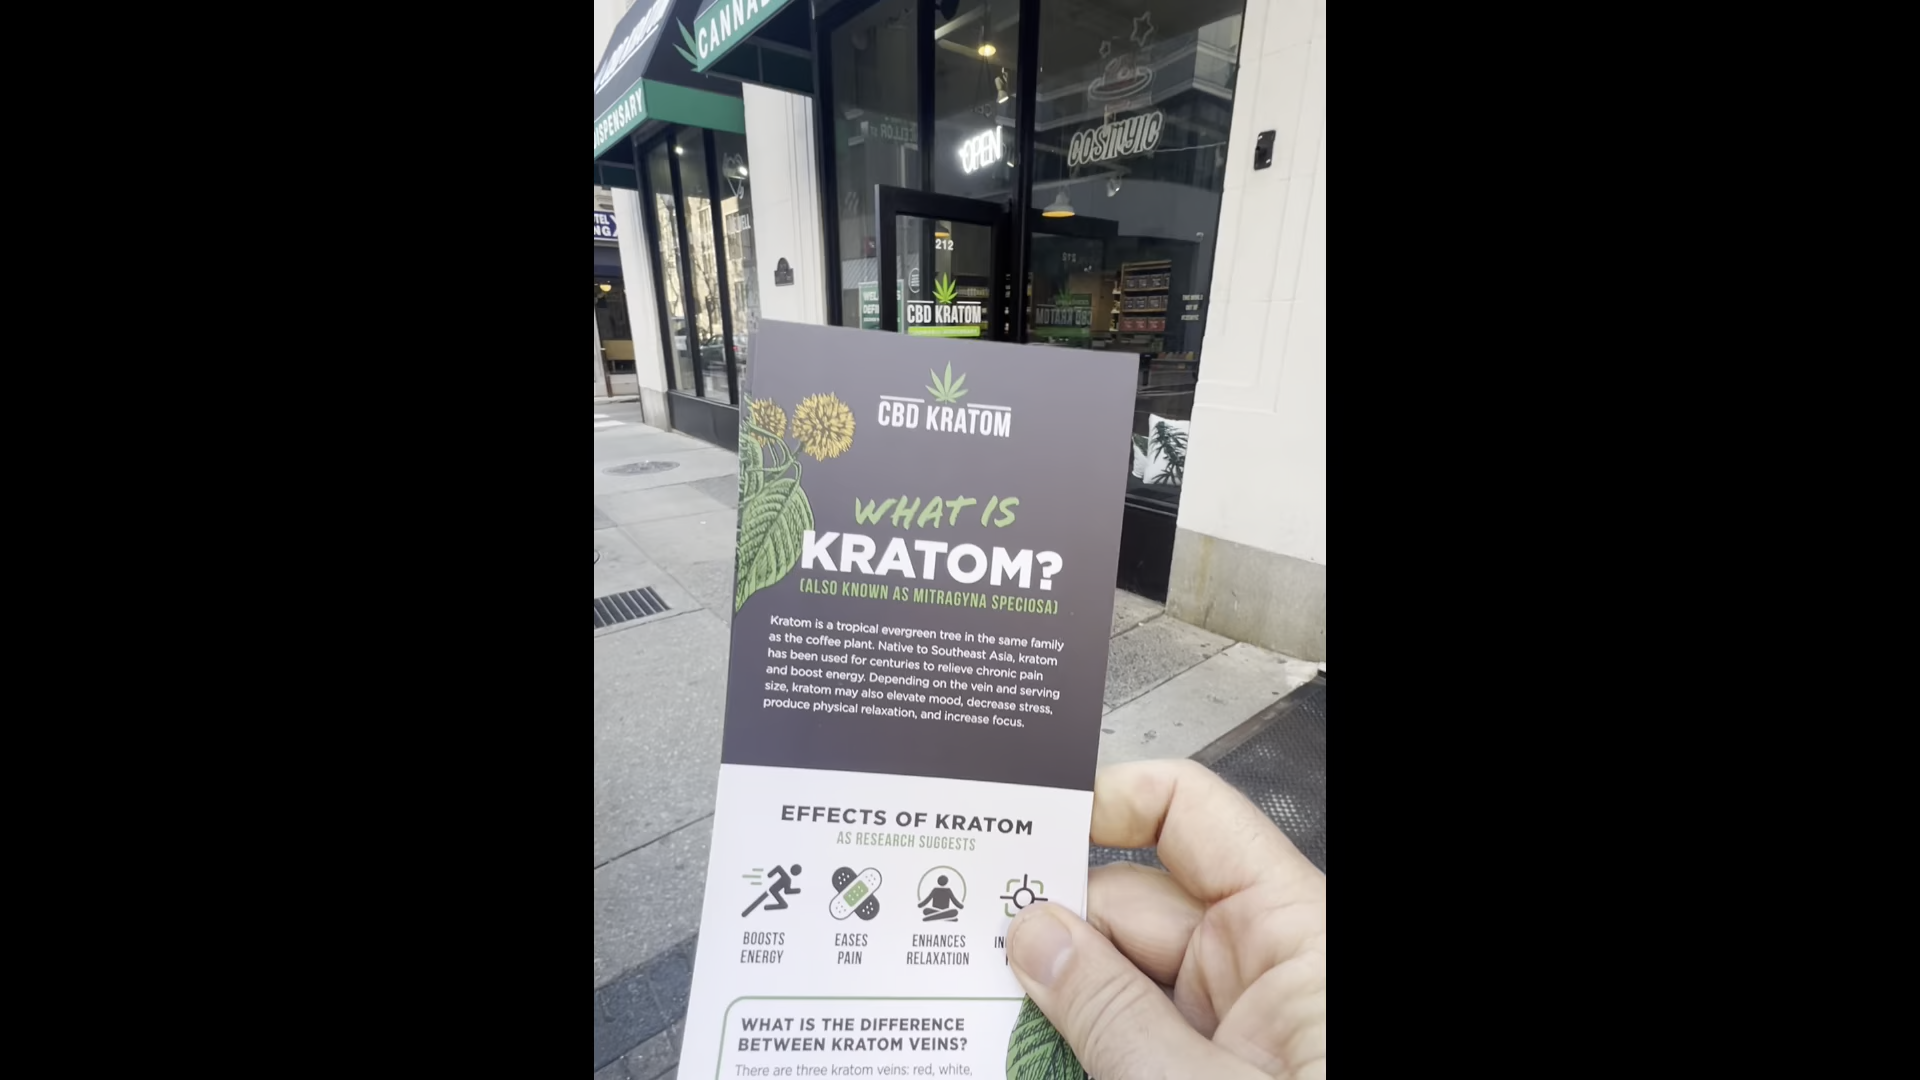 CANNA
DISPENSARY
OPEN
COSMYIC
212
CBD KRATOM
CBD KRATOM
WHAT IS
KRATOM?
(ALSO KNOWN AS MITRAGYNA SPECIOSA)
Kratom is a tropical evergreen tree in the same family
as the coffee plant. Native to Southeast Asia, kratom
has been used for centuries to relieve chronic pain
and boost energy. Depending on the vein and serving
size, kratom may also elevate mood, decrease stress,
produce physical relaxation, and increase focus.
EFFECTS OF KRATOM
AS RESEARCH SUGGESTS
BOOSTS
ENERGY
EASES
PAIN
ENHANCES
RELAXATION
WHAT IS THE DIFFERENCE
BETWEEN KRATOM VEINS?
There are three kratom veins: red, white,